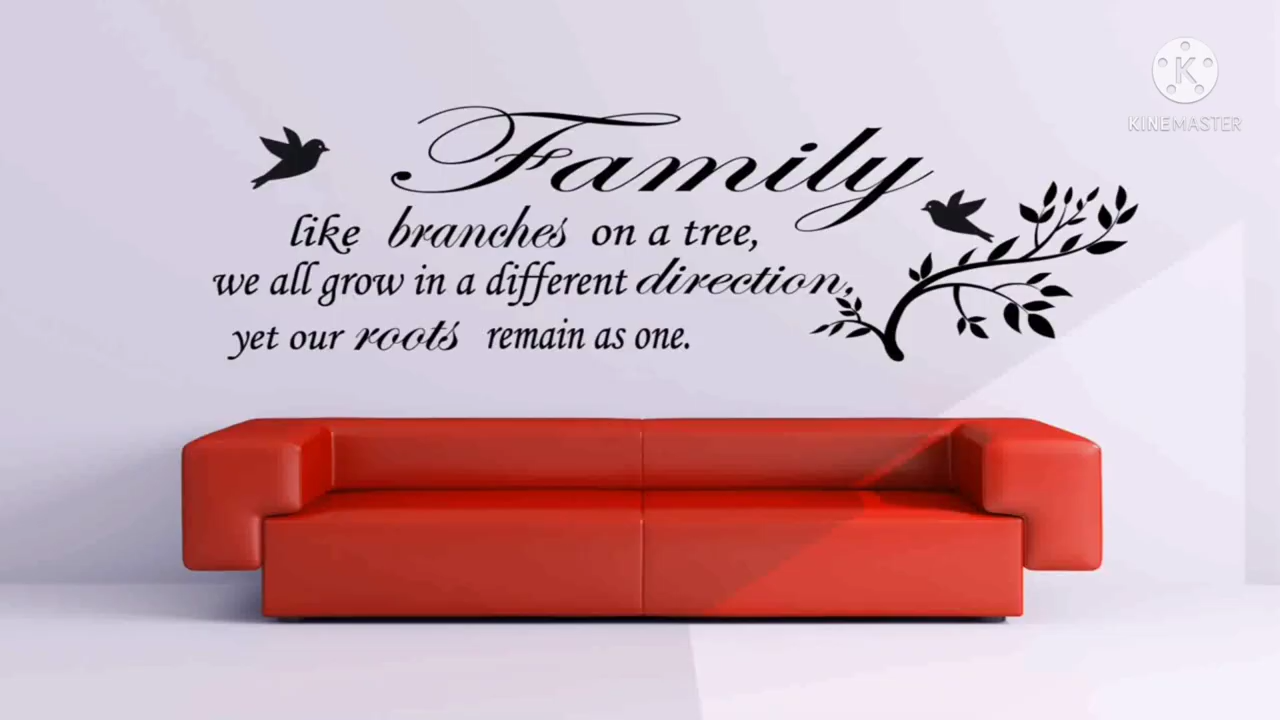 Family
like branches on a tree,
we all grow in a different direction,
yet our roots remain as one.
K
KINEMASTER